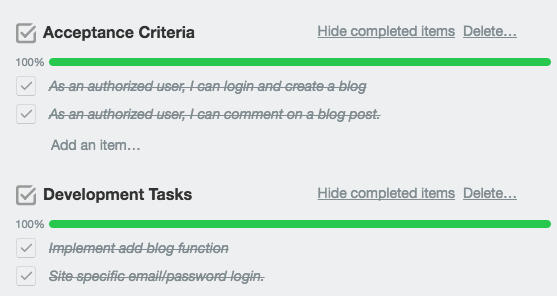 Acceptance Criteria Hide completed items Delete…
100%
As an authorized user, I can login and create a blog
As an authorized user, I can comment on a blog post.
Add an item…
Development Tasks Hide completed items Delete…
100%
Implement add blog function
Site specific email/password login.